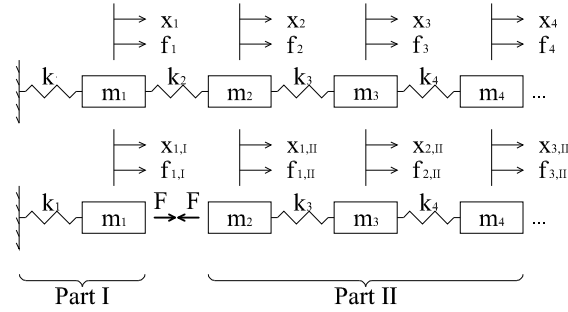 x1 x2 x3 x4
f1 f2 f3 f4
k. k2 k3 k4
m1 m2 m3 m4 ...
x1,I x1,II x2,II x3,II
f1,I f1,II f2,II f3,II
k1 F F k3 k4
m1 m2 m3 m4 ...
Part I Part II